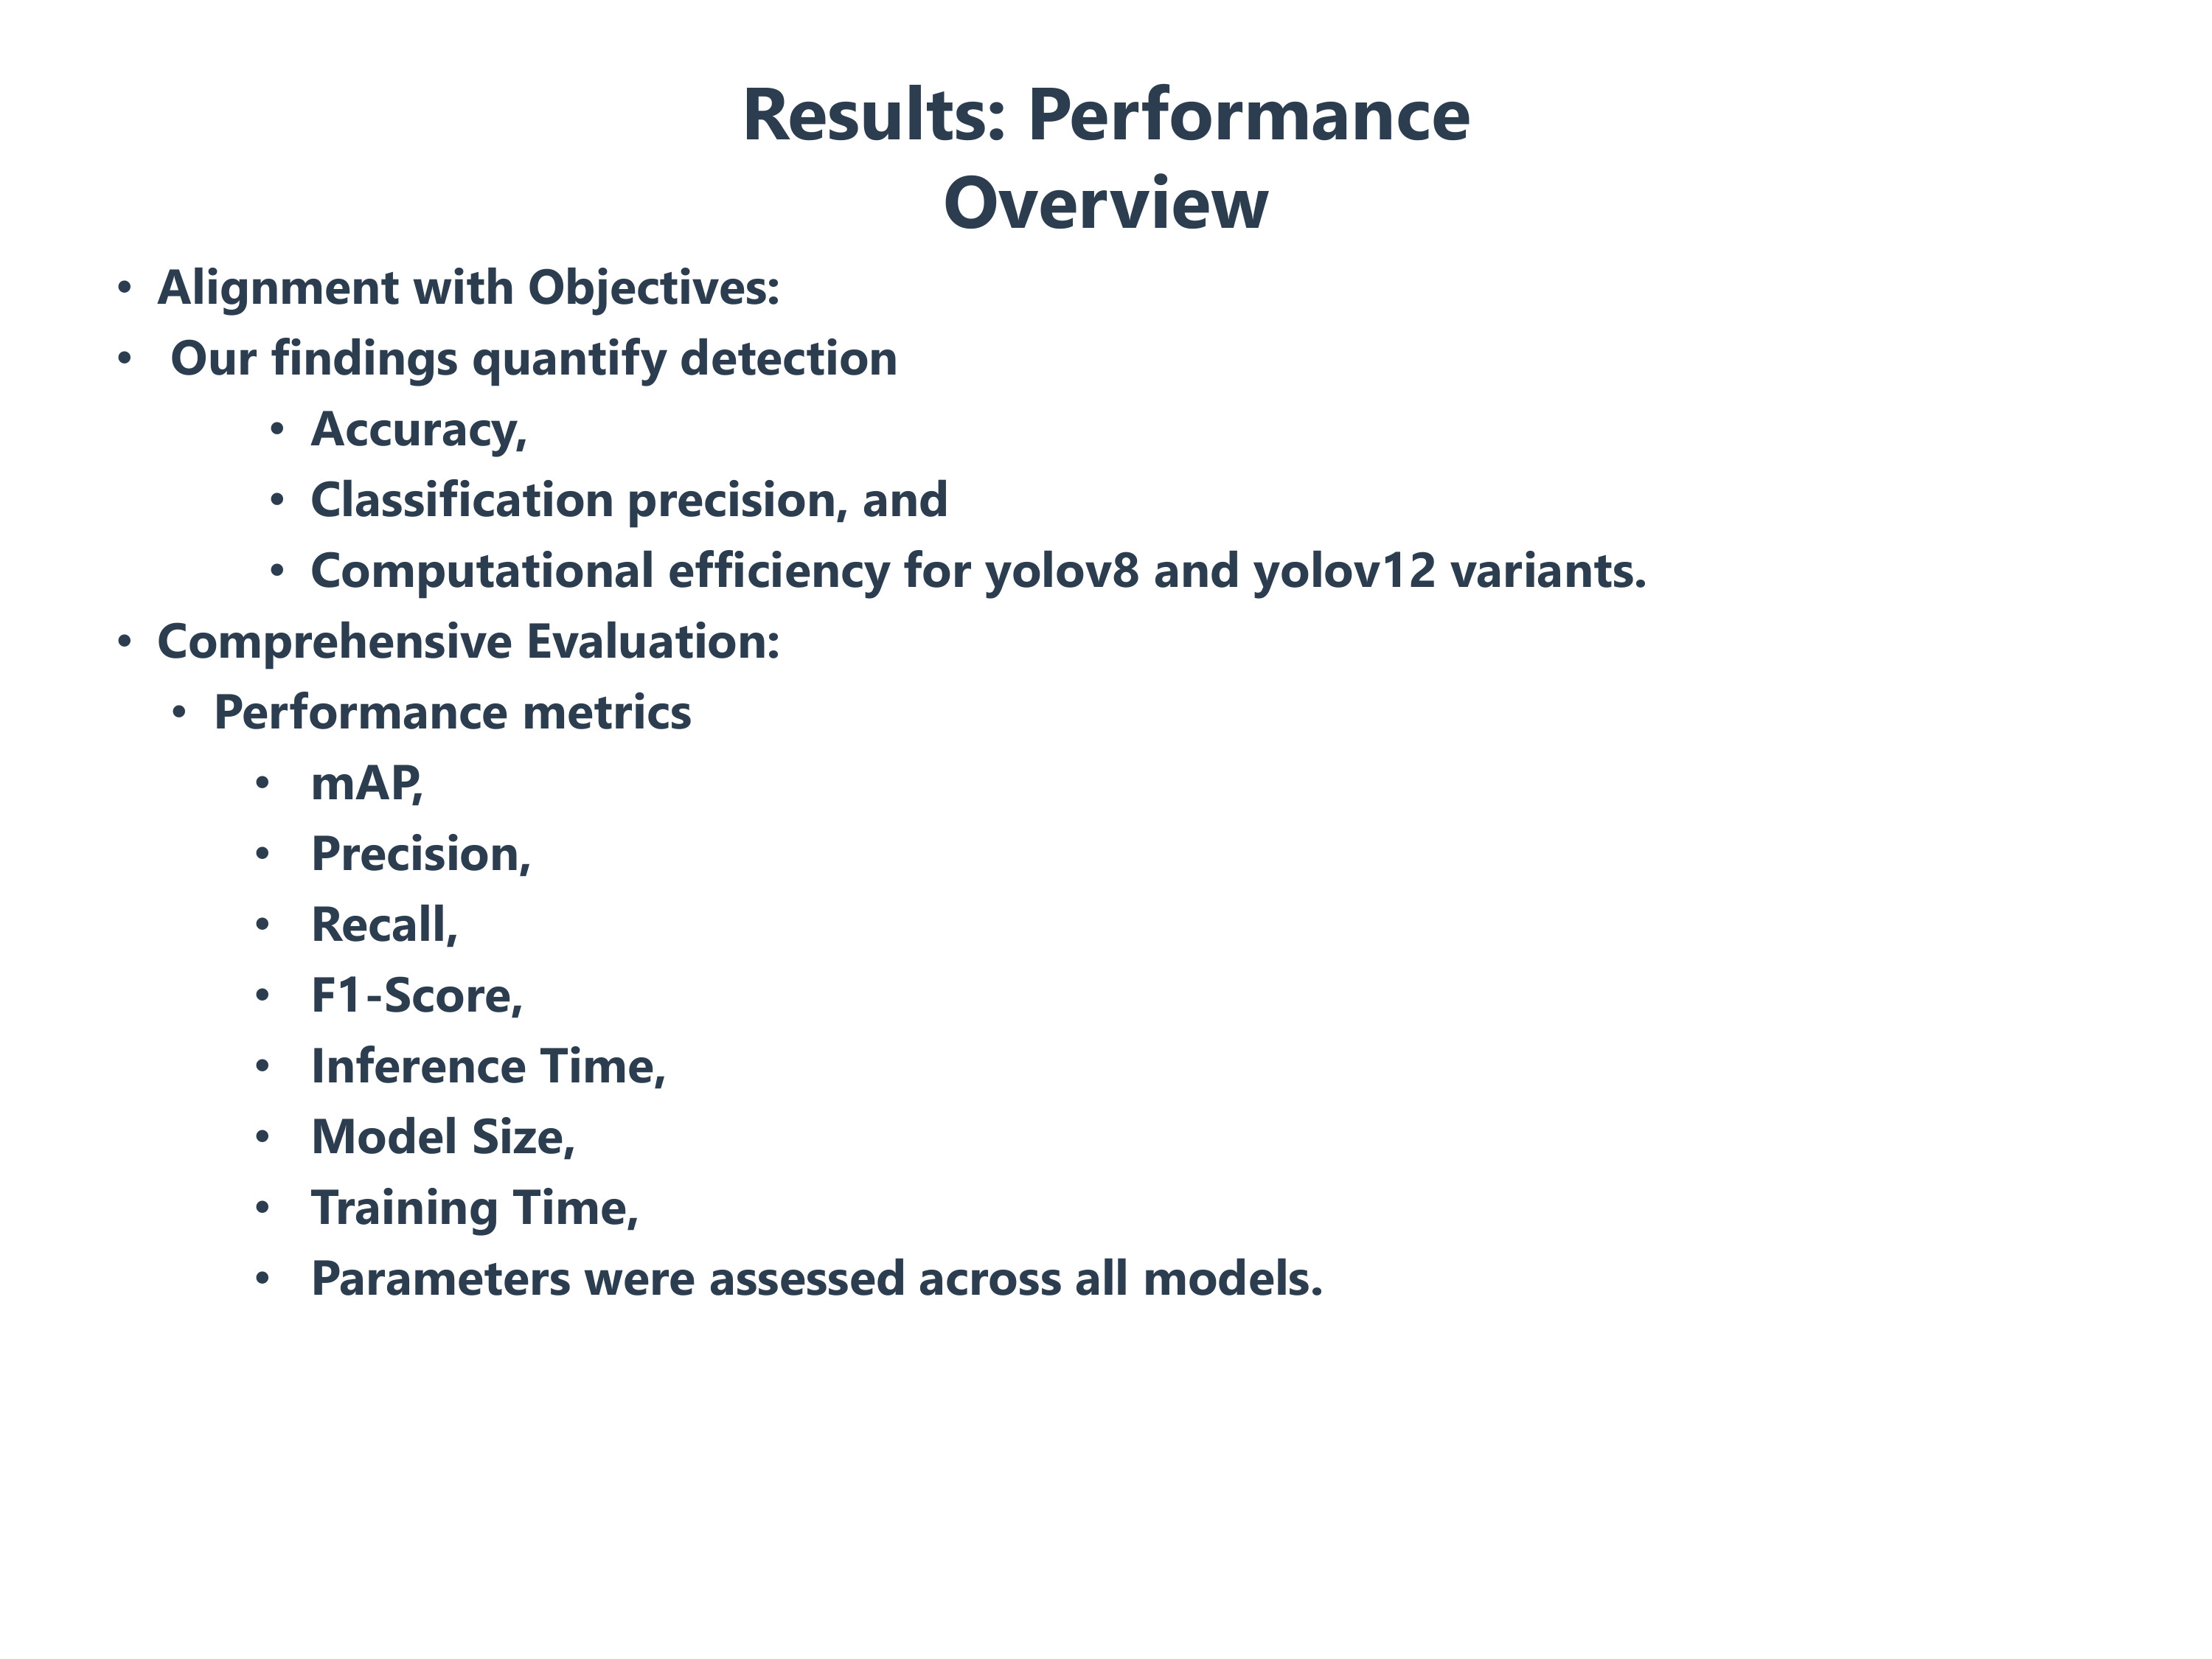 Results: Performance
Overview
• Alignment with Objectives:
• Our findings quantify detection
• Accuracy,
• Classification precision, and
• Computational efficiency for yolov8 and yolov12 variants.
• Comprehensive Evaluation:
• Performance metrics
• mAP,
• Precision,
• Recall,
• F1-Score,
• Inference Time,
• Model Size,
• Training Time,
• Parameters were assessed across all models.